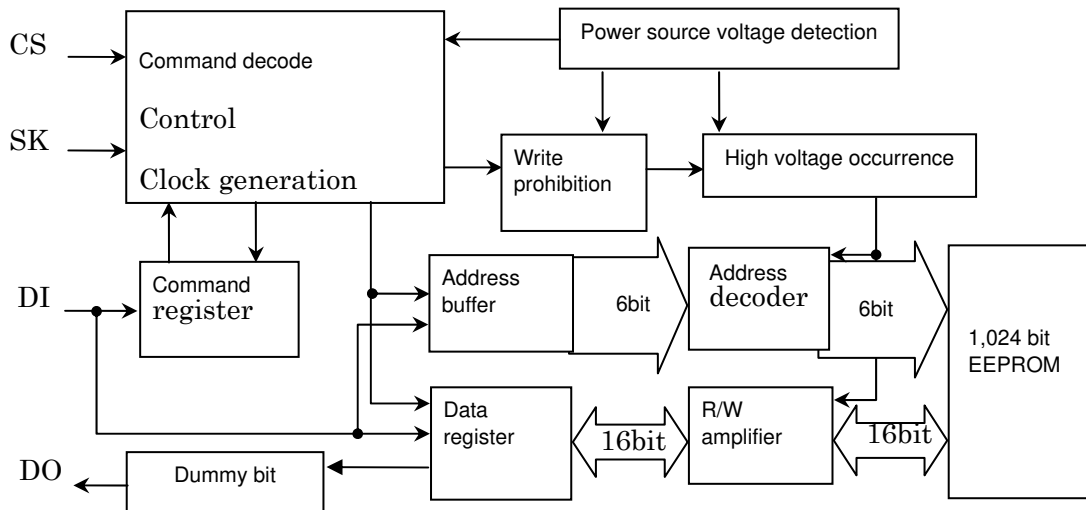 CS
Command decode
Power source voltage detection
Control
SK
Clock generation
Write
prohibition
High voltage occurrence
DI
Command
register
Address
buffer
6bit
Address
decoder
6bit
1,024 bit
EEPROM
Data
register
16bit
R/W
amplifier
16bit
DO
Dummy bit